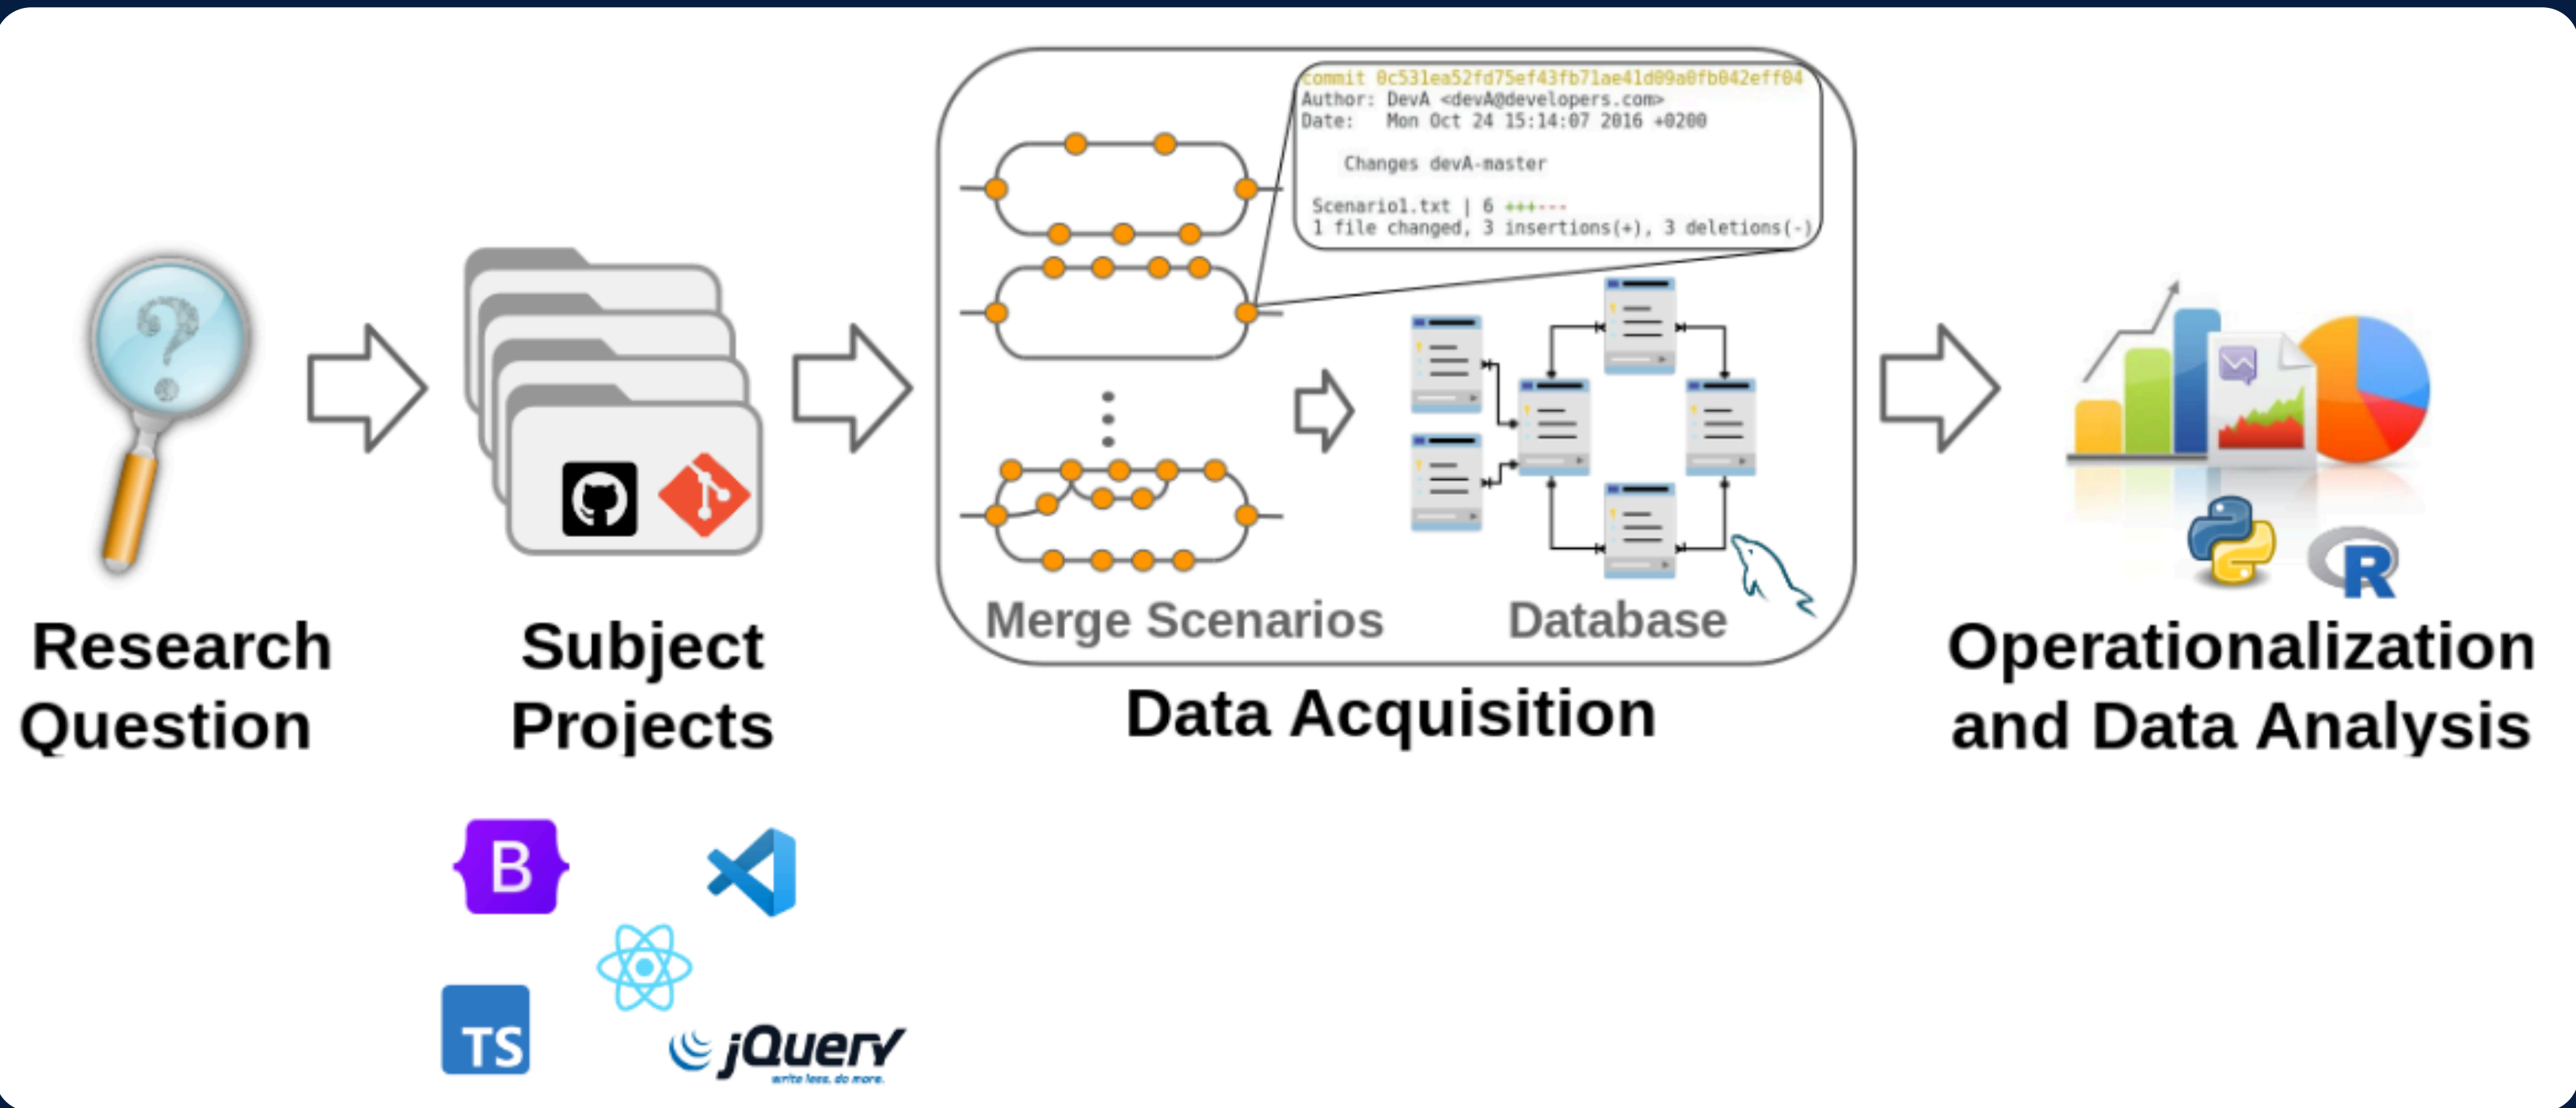 commit 0c531ea52fd75ef43fb71ae41d09a0fb042eff04
Author: DevA <devA@developers.com>
Date:   Mon Oct 24 15:14:07 2016 +0200
Changes devA-master
Scenario1.txt | 6 +++---
1 file changed, 3 insertions(+), 3 deletions(-)
?
Merge Scenarios
Database
R
Research
Question
Subject
Projects
Data Acquisition
Operationalization
and Data Analysis
B
TS
jQuery
write less, do more.